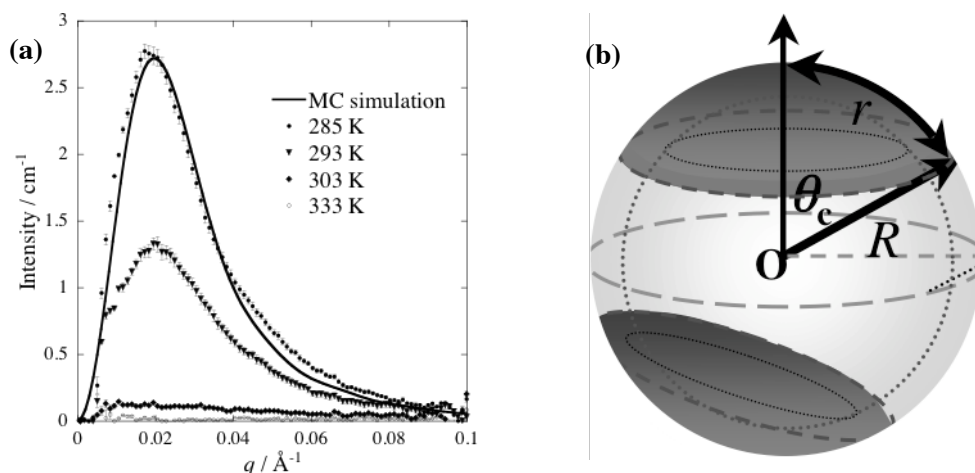 (a)
3
2.5
2
1.5
1
0.5
0
Intensity / cm⁻¹
MC simulation
285 K
293 K
303 K
333 K
0
0.02
0.04
0.06
0.08
0.1
q / Å⁻¹
(b)
r
θc
R
O